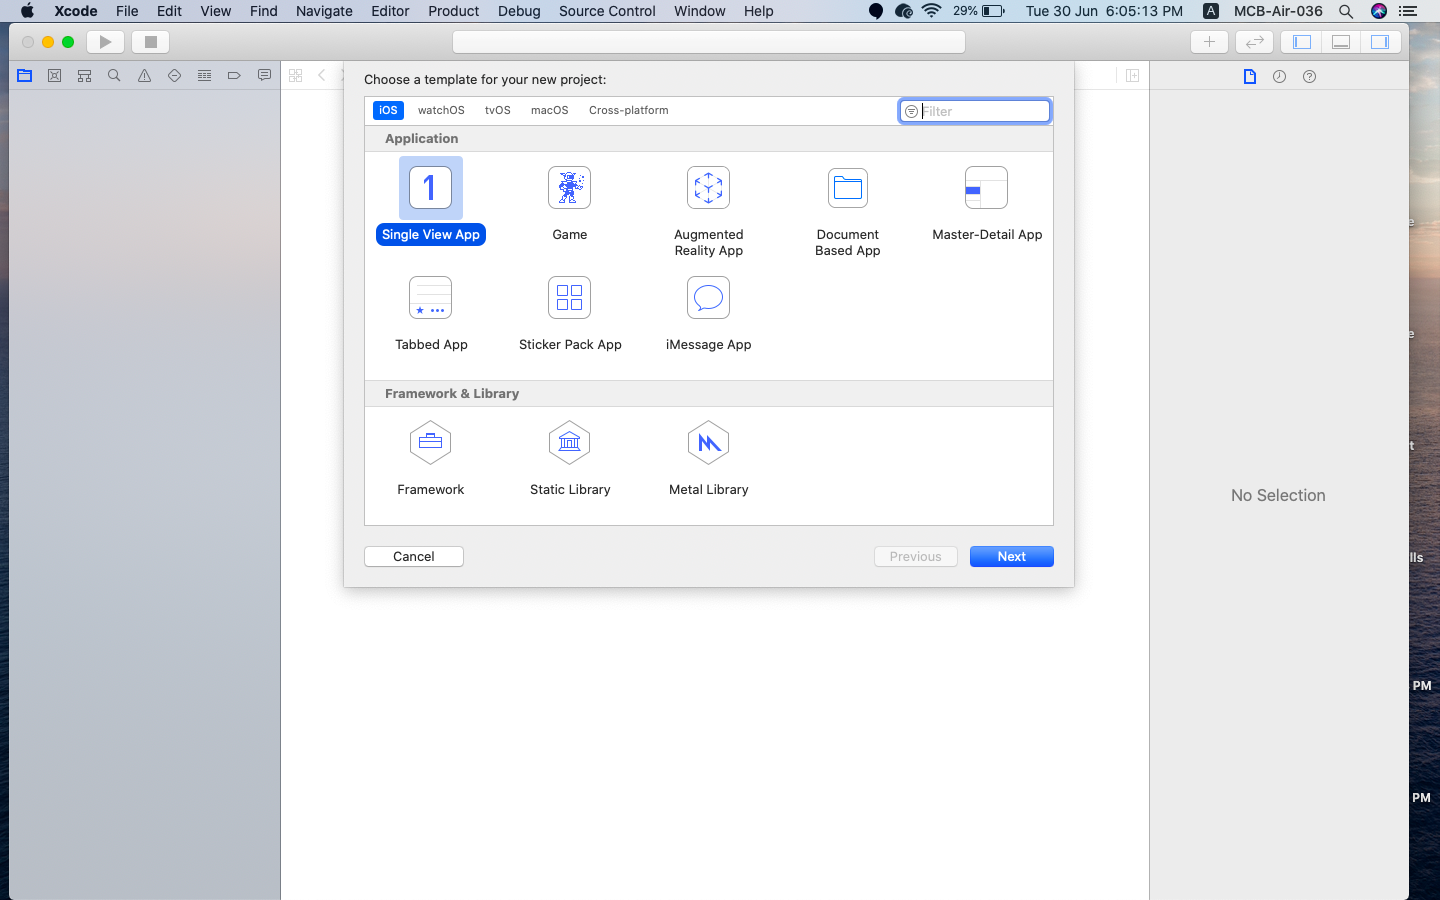 Xcode File Edit View Find Navigate Editor Product Debug Source Control Window Help 29% Tue 30 Jun 6:05:13 PM A MCB-Air-036
Choose a template for your new project:
iOS watchOS tvOS macOS Cross-platform Filter
Application
1
Single View App Game Augmented Reality App Document Based App Master-Detail App
Tabbed App Sticker Pack App iMessage App
Framework & Library
Framework Static Library Metal Library
No Selection
Cancel Previous Next
lls
PM
PM